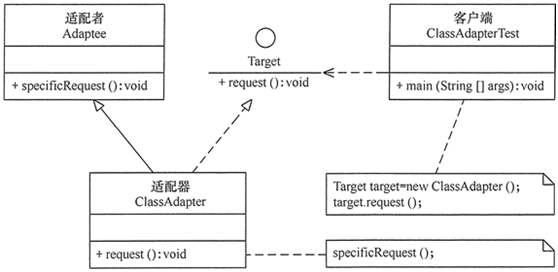 适配者
Adaptee
+ specificRequest ():void
Target
+ request ():void
客户端
ClassAdapterTest
+ main (String [] args):void
适配器
ClassAdapter
+ request ():void
Target target=new ClassAdapter ();
target.request ();
specificRequest ();